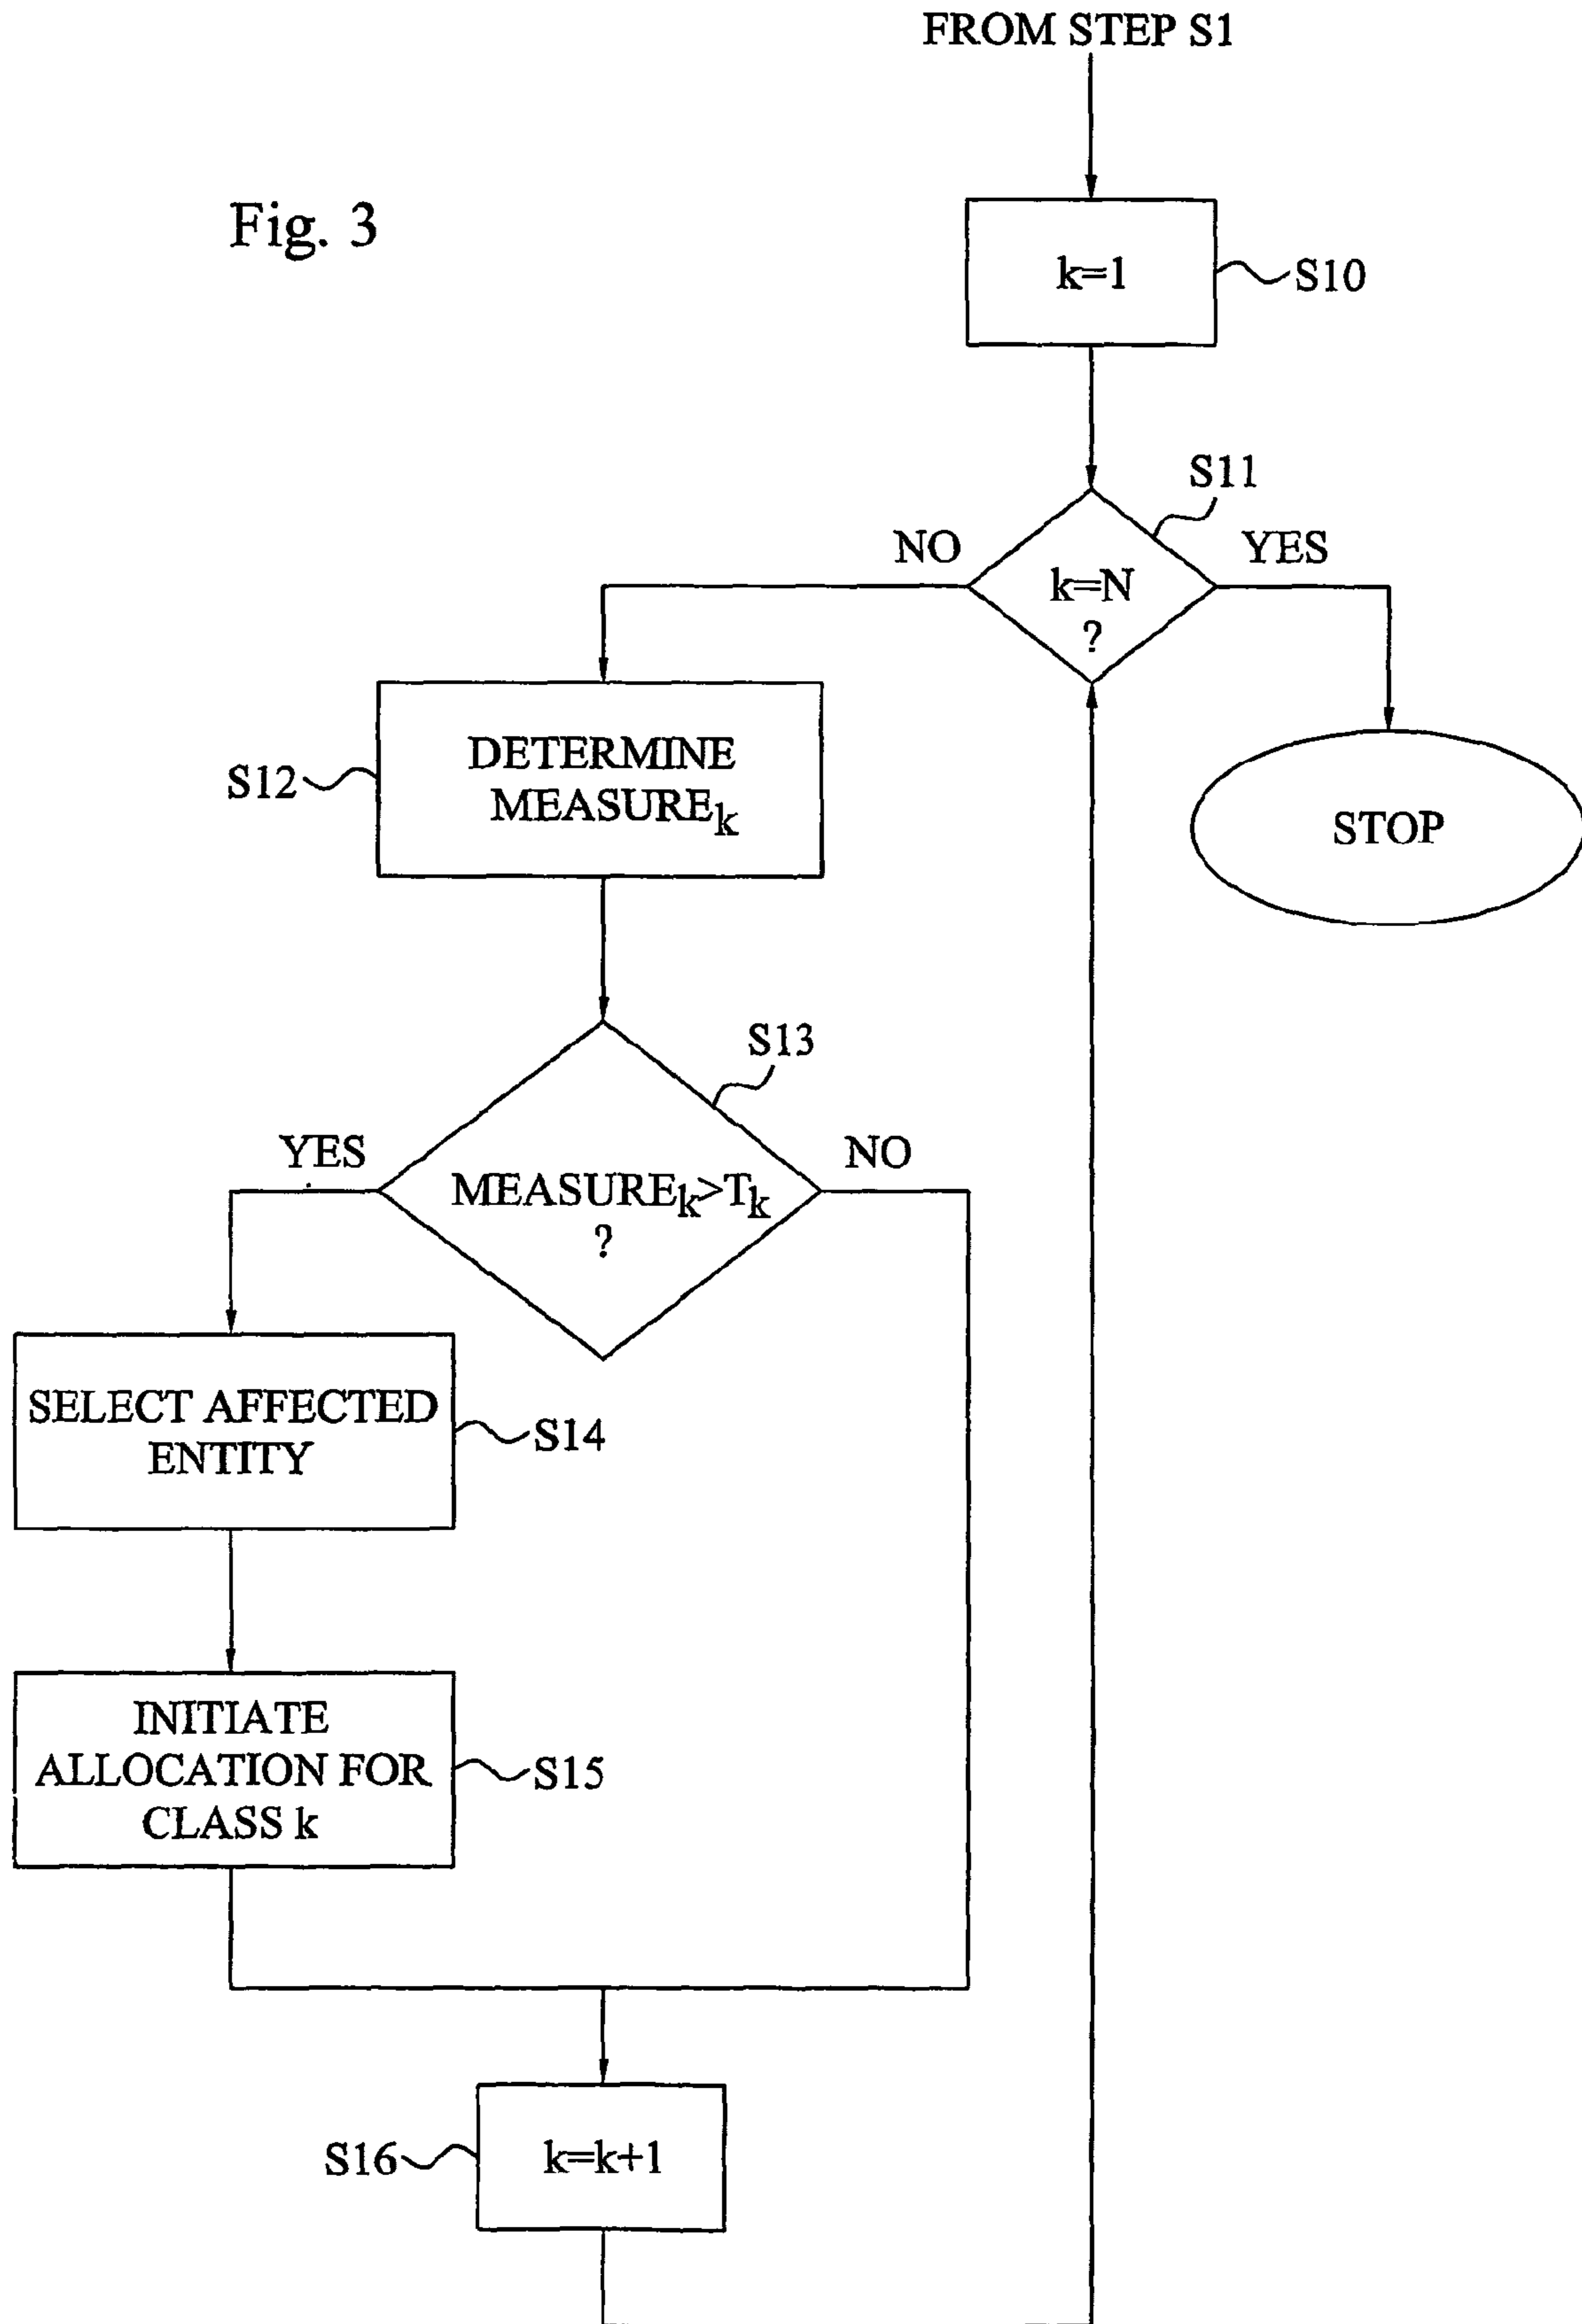 FROM STEP S1
Fig. 3
k=1
S10
S11
NO
YES
k=N
?
DETERMINE
MEASUREk
S12
STOP
S13
YES
NO
MEASUREk>Tk
?
SELECT AFFECTED
ENTITY
S14
INITIATE
ALLOCATION FOR
CLASS k
S15
S16
k=k+1